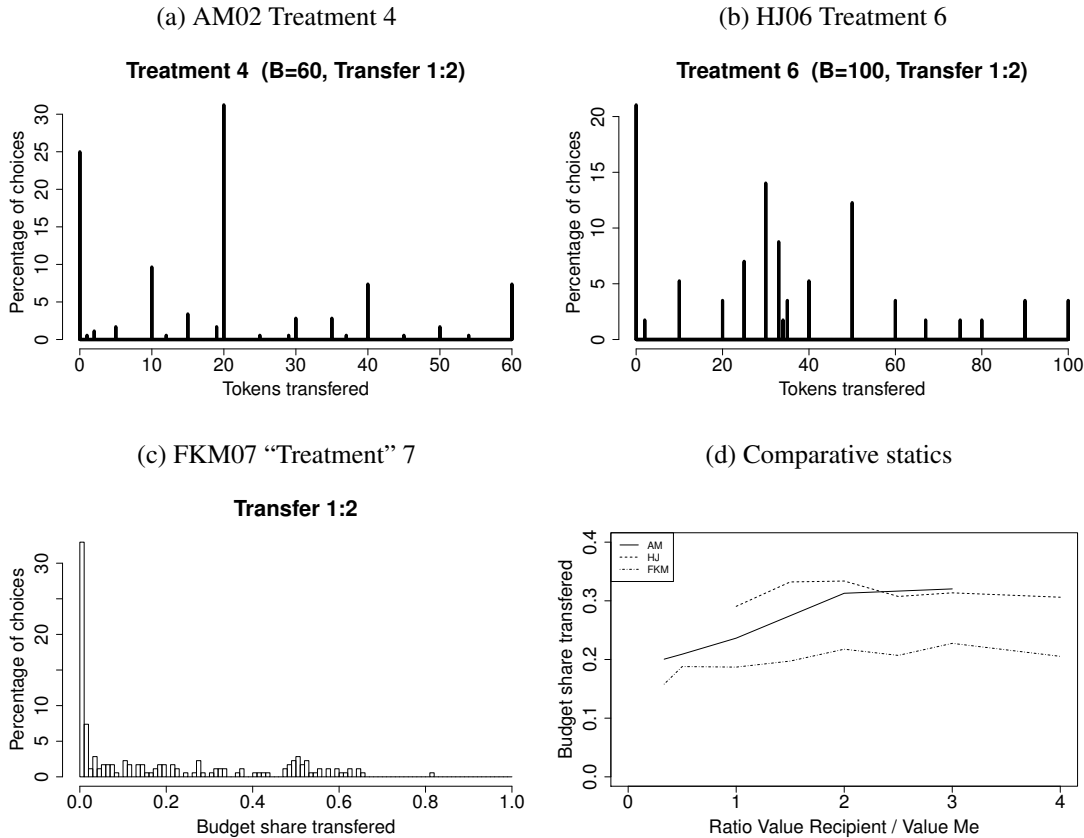 (a) AM02 Treatment 4
Treatment 4 (B=60, Transfer 1:2)
Percentage of choices
0 5 10 15 20 25 30
0 10 20 30 40 50 60
Tokens transfered
(b) HJ06 Treatment 6
Treatment 6 (B=100, Transfer 1:2)
Percentage of choices
0 5 10 15 20
0 20 40 60 80 100
Tokens transfered
(c) FKM07 “Treatment” 7
Transfer 1:2
Percentage of choices
0 5 10 20 30
0.0 0.2 0.4 0.6 0.8 1.0
Budget share transfered
(d) Comparative statics
AM
HJ
FKM
Budget share transfered
0.0 0.1 0.2 0.3 0.4
0 1 2 3 4
Ratio Value Recipient / Value Me